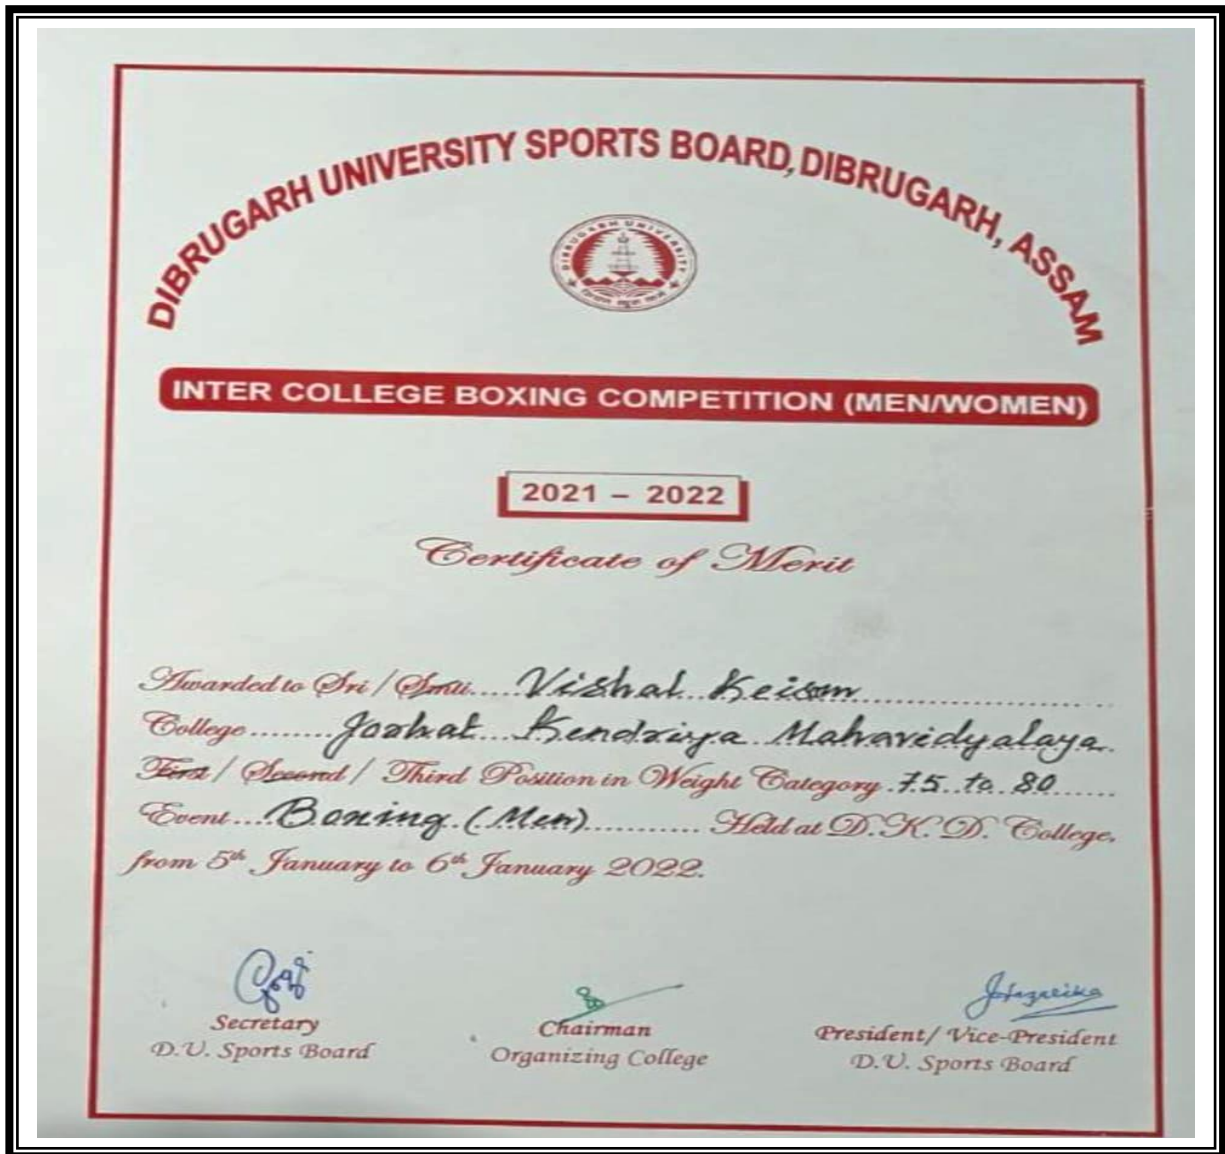 DIBRUGARH UNIVERSITY SPORTS BOARD, DIBRUGARH, ASSAM
DIBRUGARH UNIVERSITY
INTER COLLEGE BOXING COMPETITION (MEN/WOMEN)
2021 – 2022
Certificate of Merit
Awarded to Sri / Smti.... Vishal Keisam
College........ Jorhat Kendriya Mahavidyalaya
First / Second / Third Position in Weight Category 75 to 80
Event.... Boxing (Men) ........... Held at D. K. D. College,
from 5th January to 6th January 2022.
Secretary
D.U. Sports Board
Chairman
Organizing College
President/ Vice-President
D.U. Sports Board